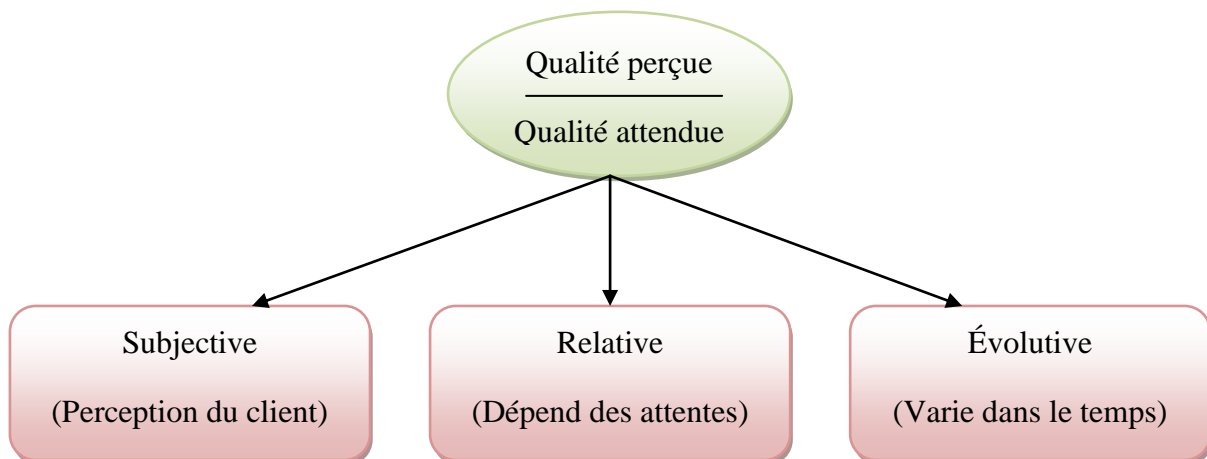 Qualité perçue
Qualité attendue
Subjective
(Perception du client)
Relative
(Dépend des attentes)
Évolutive
(Varie dans le temps)